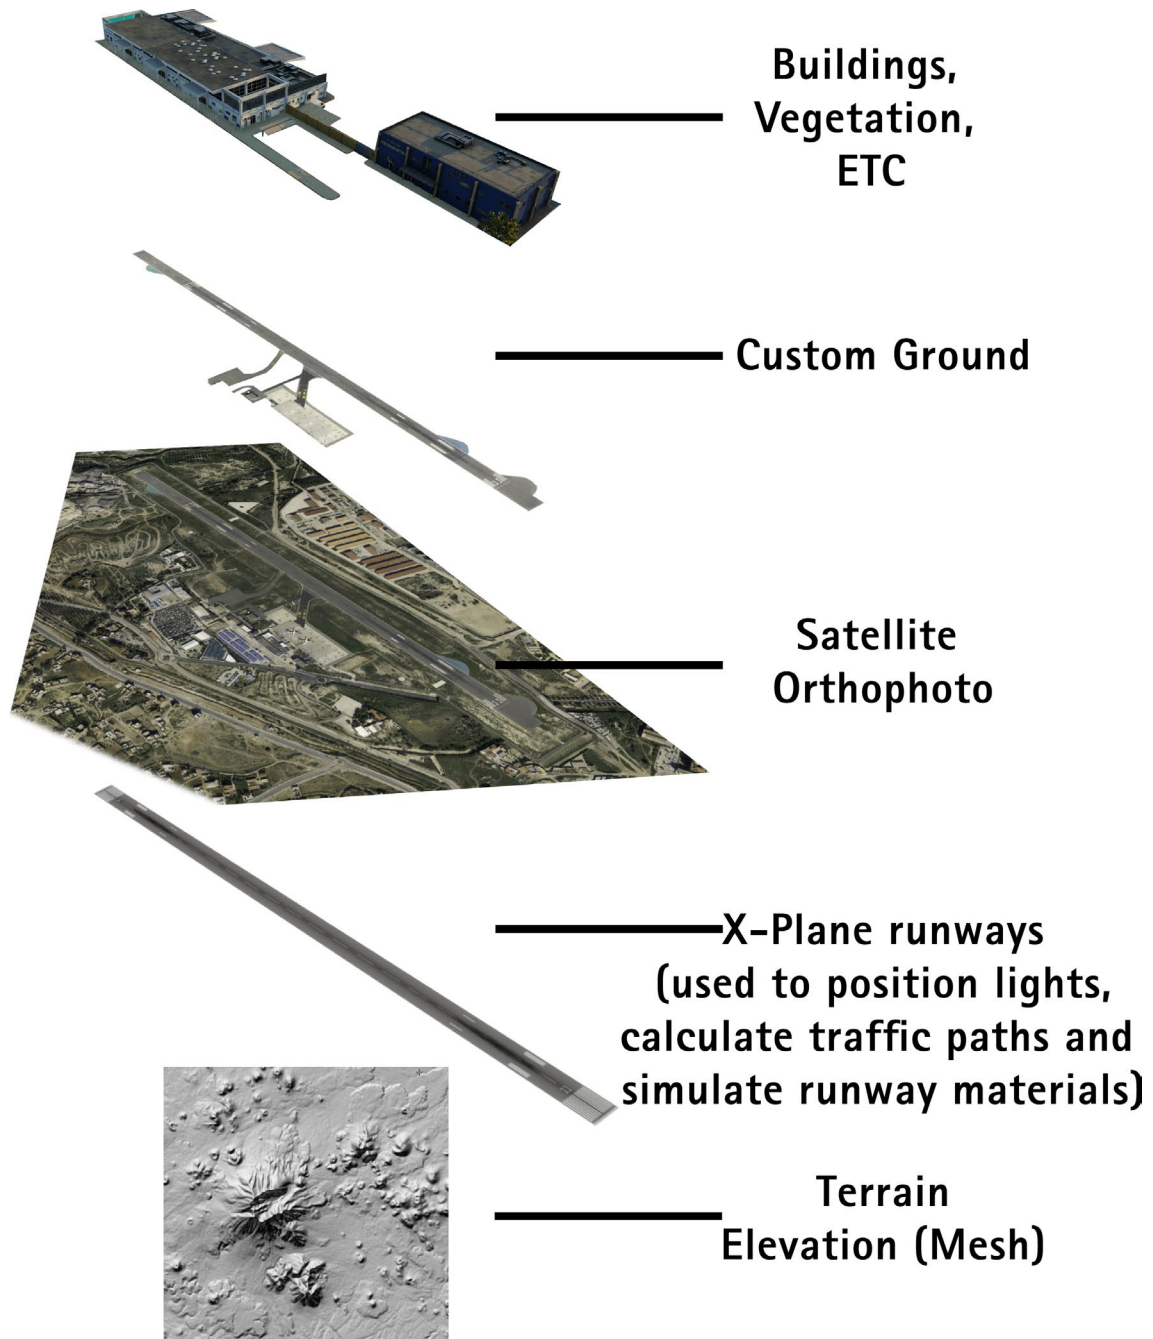 Buildings,
Vegetation,
ETC
Custom Ground
Satellite
Orthophoto
X-Plane runways
(used to position lights,
calculate traffic paths and
simulate runway materials)
Terrain
Elevation (Mesh)